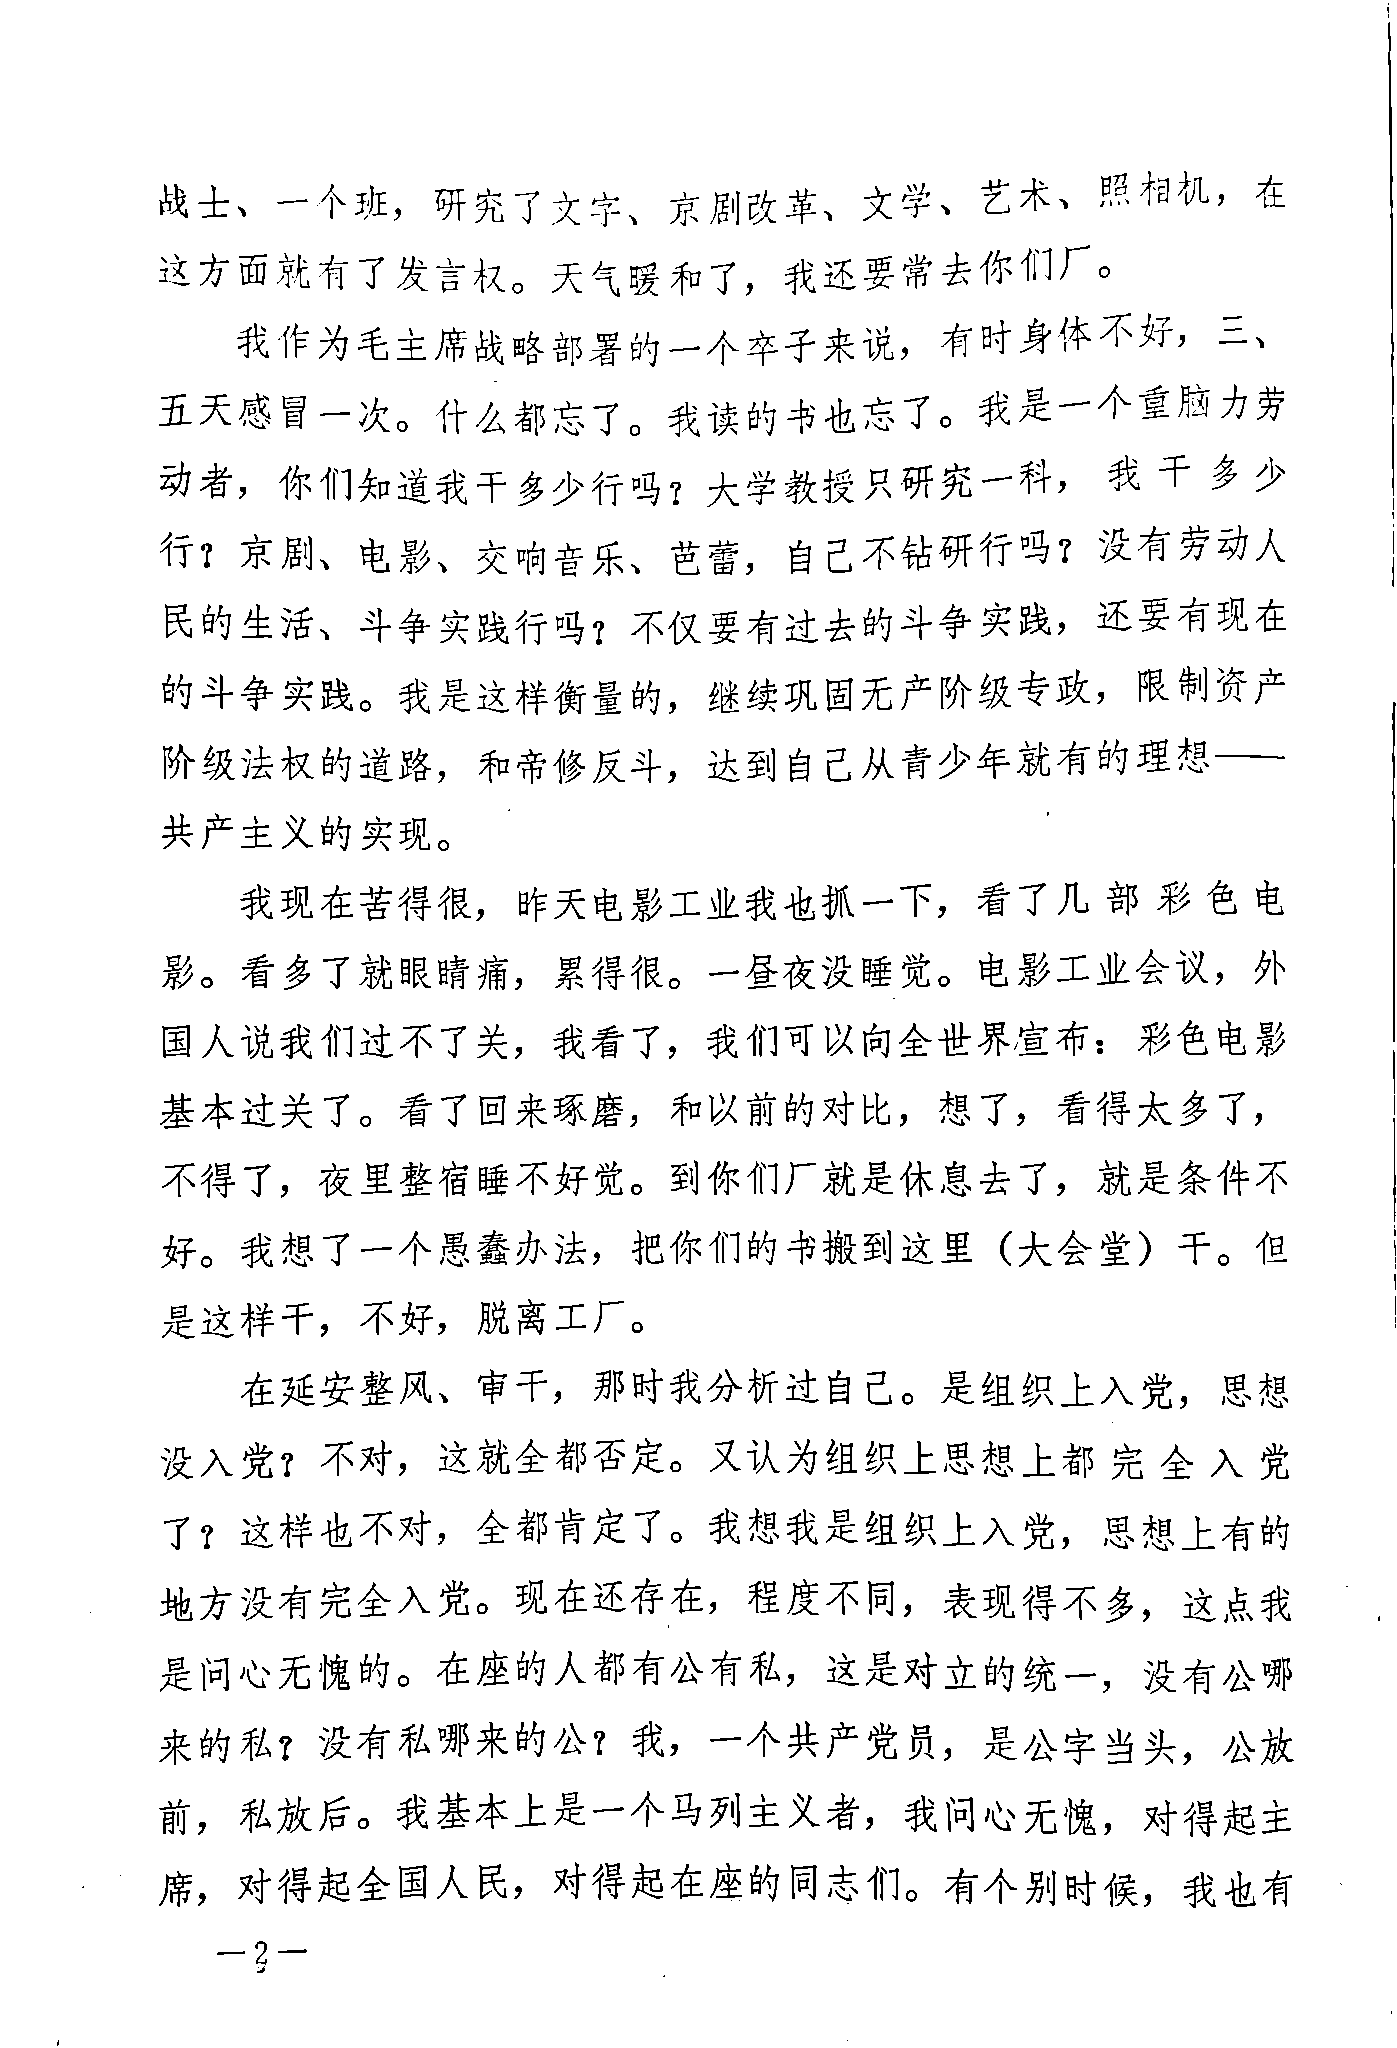 战士、一个班，研究了文字、京剧改革、文学、艺术、照相机，在
这方面就有了发言权。天气暖和了，我还要常去你们厂。
我作为毛主席战略部署的一个卒子来说，有时身体不好，三、
五天感冒一次。什么都忘了。我读的书也忘了。我是一个重脑力劳
动者，你们知道我干多少行吗？大学教授只研究一科，我干多少
行？京剧、电影、交响音乐、芭蕾，自己不钻研行吗？没有劳动人
民的生活、斗争实践行吗？不仅要有过去的斗争实践，还要有现在
的斗争实践。我是这样衡量的，继续巩固无产阶级专政，限制资产
阶级法权的道路，和帝修反斗，达到自己从青少年就有的理想——
共产主义的实现。
我现在苦得很，昨天电影工业我也抓一下，看了几部彩色电
影。看多了就眼睛痛，累得很。一昼夜没睡觉。电影工业会议，外
国人说我们过不了关，我看了，我们可以向全世界宣布：彩色电影
基本过关了。看了回来琢磨，和以前的对比，想了，看得太多了，
不得了，夜里整宿睡不好觉。到你们厂就是休息去了，就是条件不
好。我想了一个愚蠢办法，把你们的书搬到这里（大会堂）干。但
是这样干，不好，脱离工厂。
在延安整风、审干，那时我分析过自己。是组织上入党，思想
没入党？不对，这就全都否定。又认为组织上思想上都完全入党
了？这样也不对，全都肯定了。我想我是组织上入党，思想上有的
地方没有完全入党。现在还存在，程度不同，表现得不多，这点我
是问心无愧的。在座的人都有公有私，这是对立的统一，没有公哪
来的私？没有私哪来的公？我，一个共产党员，是公字当头，公放
前，私放后。我基本上是一个马列主义者，我问心无愧，对得起主
席，对得起全国人民，对得起在座的同志们。有个别时候，我也有
—2—